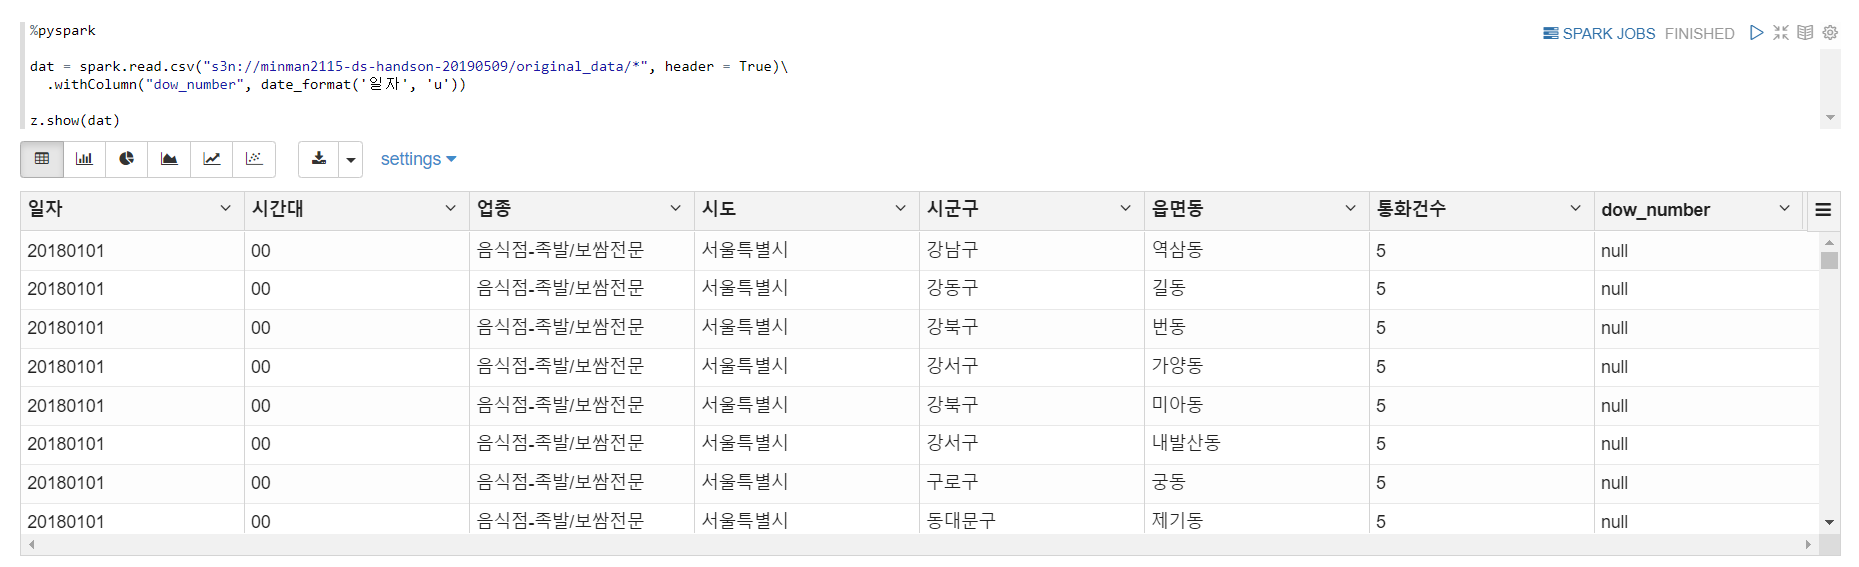 %pyspark
SPARK JOBS FINISHED
dat = spark.read.csv("s3n://minman2115-ds-handson-20190509/original_data/*", header = True)\
.withColumn("dow_number", date_format('일자', 'u'))
z.show(dat)
settings
일자 시간대 업종 시도 시군구 읍면동 통화건수 dow_number
20180101 00 음식점-족발/보쌈전문 서울특별시 강남구 역삼동 5 null
20180101 00 음식점-족발/보쌈전문 서울특별시 강동구 길동 5 null
20180101 00 음식점-족발/보쌈전문 서울특별시 강북구 번동 5 null
20180101 00 음식점-족발/보쌈전문 서울특별시 강서구 가양동 5 null
20180101 00 음식점-족발/보쌈전문 서울특별시 강북구 미아동 5 null
20180101 00 음식점-족발/보쌈전문 서울특별시 강서구 내발산동 5 null
20180101 00 음식점-족발/보쌈전문 서울특별시 구로구 궁동 5 null
20180101 00 음식점-족발/보쌈전문 서울특별시 동대문구 제기동 5 null